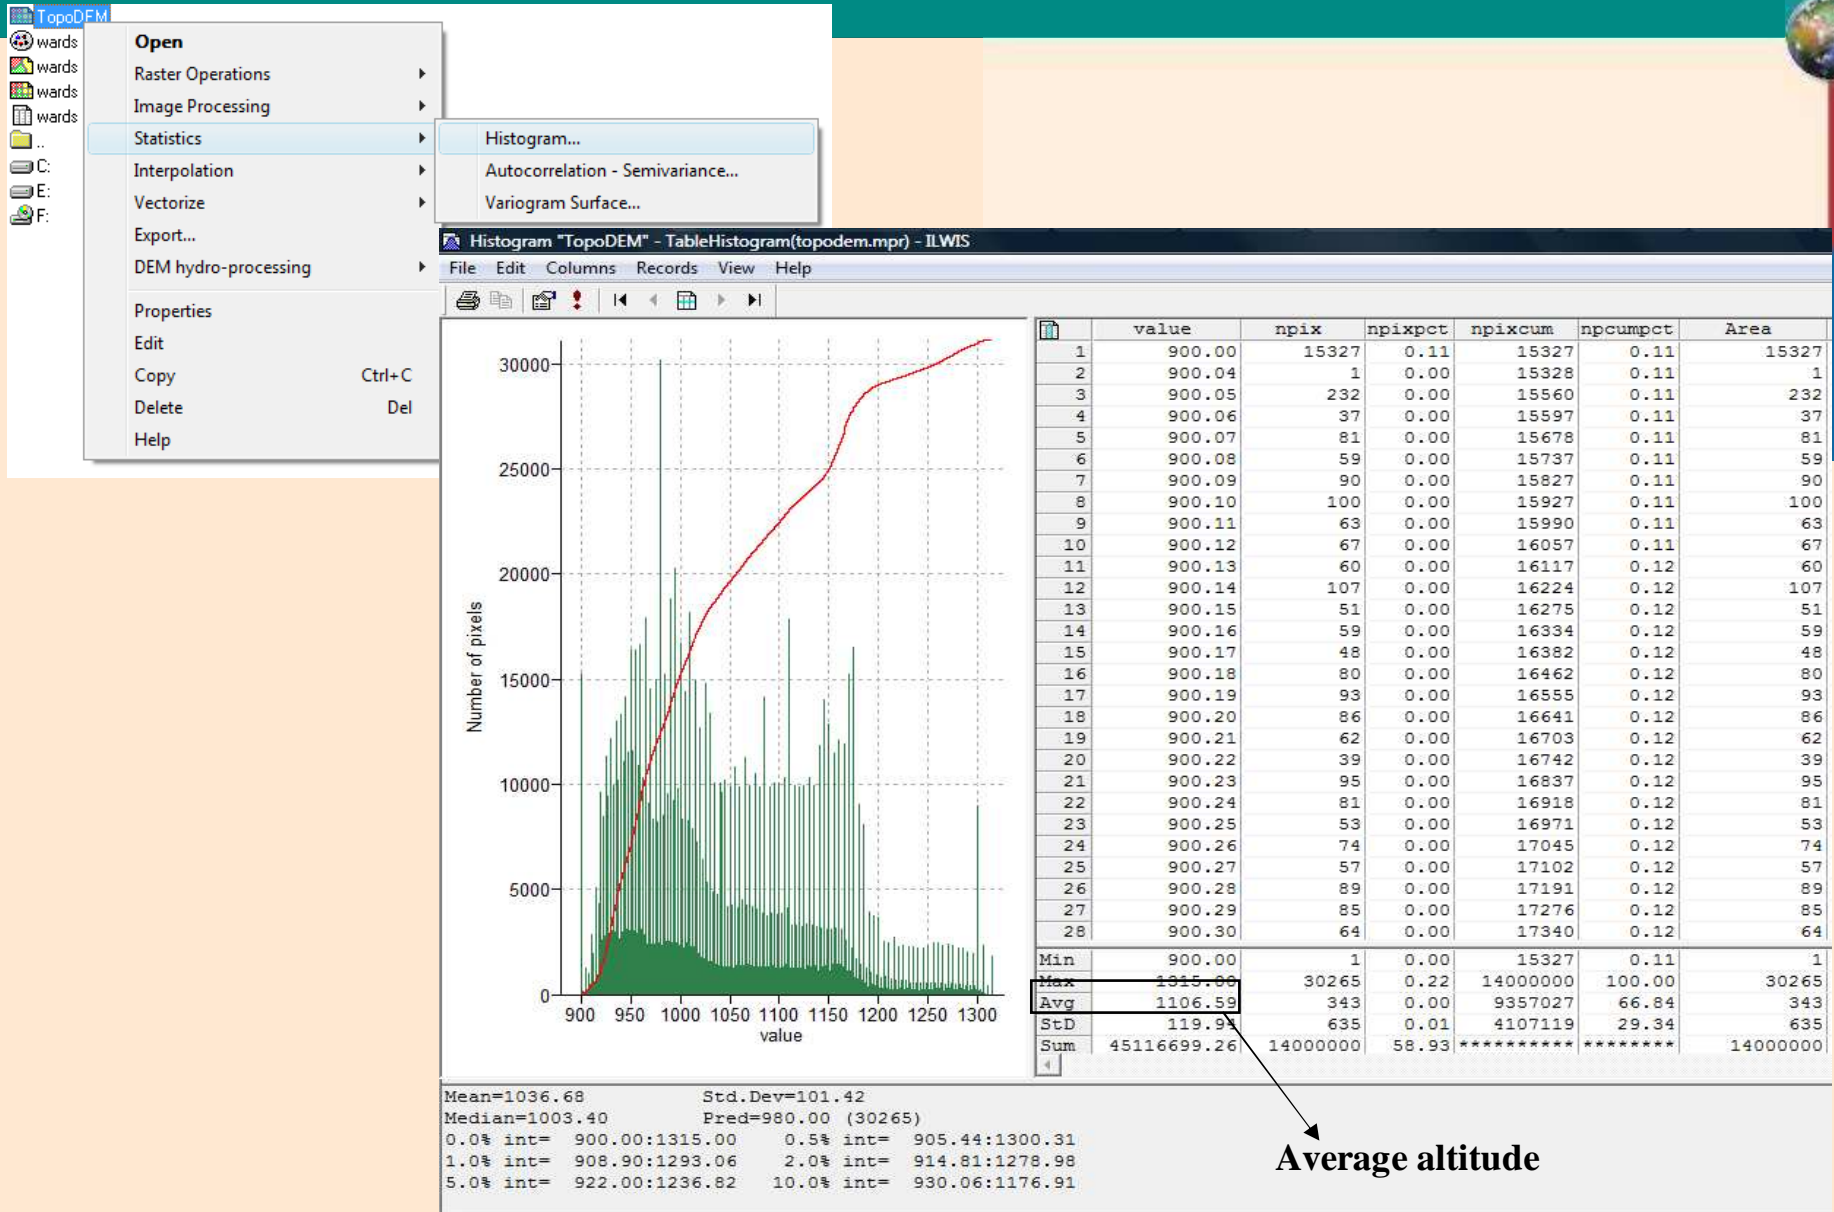 TopoDEM
wards
wards
wards
wards
..
C:
E:
F:
Open
Raster Operations
Image Processing
Statistics
Interpolation
Vectorize
Export...
DEM hydro-processing
Properties
Edit
Copy Ctrl+C
Delete Del
Help
Histogram...
Autocorrelation - Semivariance...
Variogram Surface...
Histogram "TopoDEM" - TableHistogram(topodem.mpr) - ILWIS
File Edit Columns Records View Help
30000
25000
20000
15000
10000
5000
0
Number of pixels
900 950 1000 1050 1100 1150 1200 1250 1300
value
value npix npixpct npixcum npcumpct Area
1 900.00 15327 0.11 15327 0.11 15327
2 900.04 1 0.00 15328 0.11 1
3 900.05 232 0.00 15560 0.11 232
4 900.06 37 0.00 15597 0.11 37
5 900.07 81 0.00 15678 0.11 81
6 900.08 59 0.00 15737 0.11 59
7 900.09 90 0.00 15827 0.11 90
8 900.10 100 0.00 15927 0.11 100
9 900.11 63 0.00 15990 0.11 63
10 900.12 67 0.00 16057 0.11 67
11 900.13 60 0.00 16117 0.12 60
12 900.14 107 0.00 16224 0.12 107
13 900.15 51 0.00 16275 0.12 51
14 900.16 59 0.00 16334 0.12 59
15 900.17 48 0.00 16382 0.12 48
16 900.18 80 0.00 16462 0.12 80
17 900.19 93 0.00 16555 0.12 93
18 900.20 86 0.00 16641 0.12 86
19 900.21 62 0.00 16703 0.12 62
20 900.22 39 0.00 16742 0.12 39
21 900.23 95 0.00 16837 0.12 95
22 900.24 81 0.00 16918 0.12 81
23 900.25 53 0.00 16971 0.12 53
24 900.26 74 0.00 17045 0.12 74
25 900.27 57 0.00 17102 0.12 57
26 900.28 89 0.00 17191 0.12 89
27 900.29 85 0.00 17276 0.12 85
28 900.30 64 0.00 17340 0.12 64
Min 900.00 1 0.00 15327 0.11 1
Max 1315.00 30265 0.22 14000000 100.00 30265
Avg 1106.59 343 0.00 9357027 66.84 343
StD 119.94 635 0.01 4107119 29.34 635
Sum 45116699.26 14000000 58.93 ********** ******** 14000000
Mean=1036.68 Std.Dev=101.42
Median=1003.40 Pred=980.00 (30265)
0.0% int= 900.00:1315.00 0.5% int= 905.44:1300.31
1.0% int= 908.90:1293.06 2.0% int= 914.81:1278.98
5.0% int= 922.00:1236.82 10.0% int= 930.06:1176.91
Average altitude